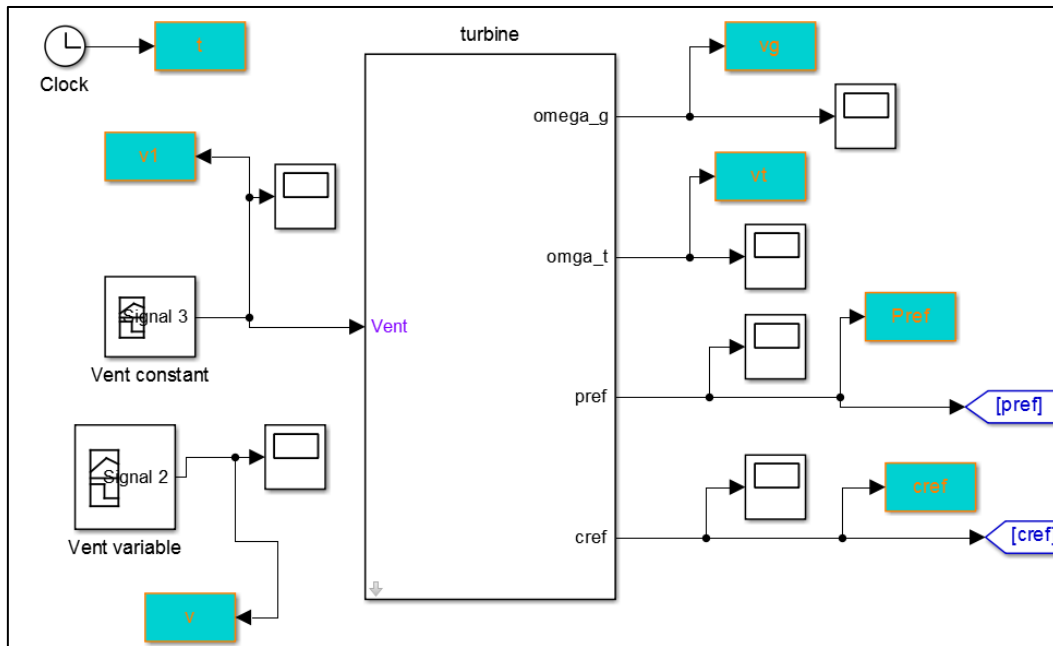 turbine
t
Clock
vg
omega_g
v1
vt
omga_t
Signal 3
Vent
Vent constant
Pref
pref
[pref]
Signal 2
Vent variable
cref
cref
[cref]
v